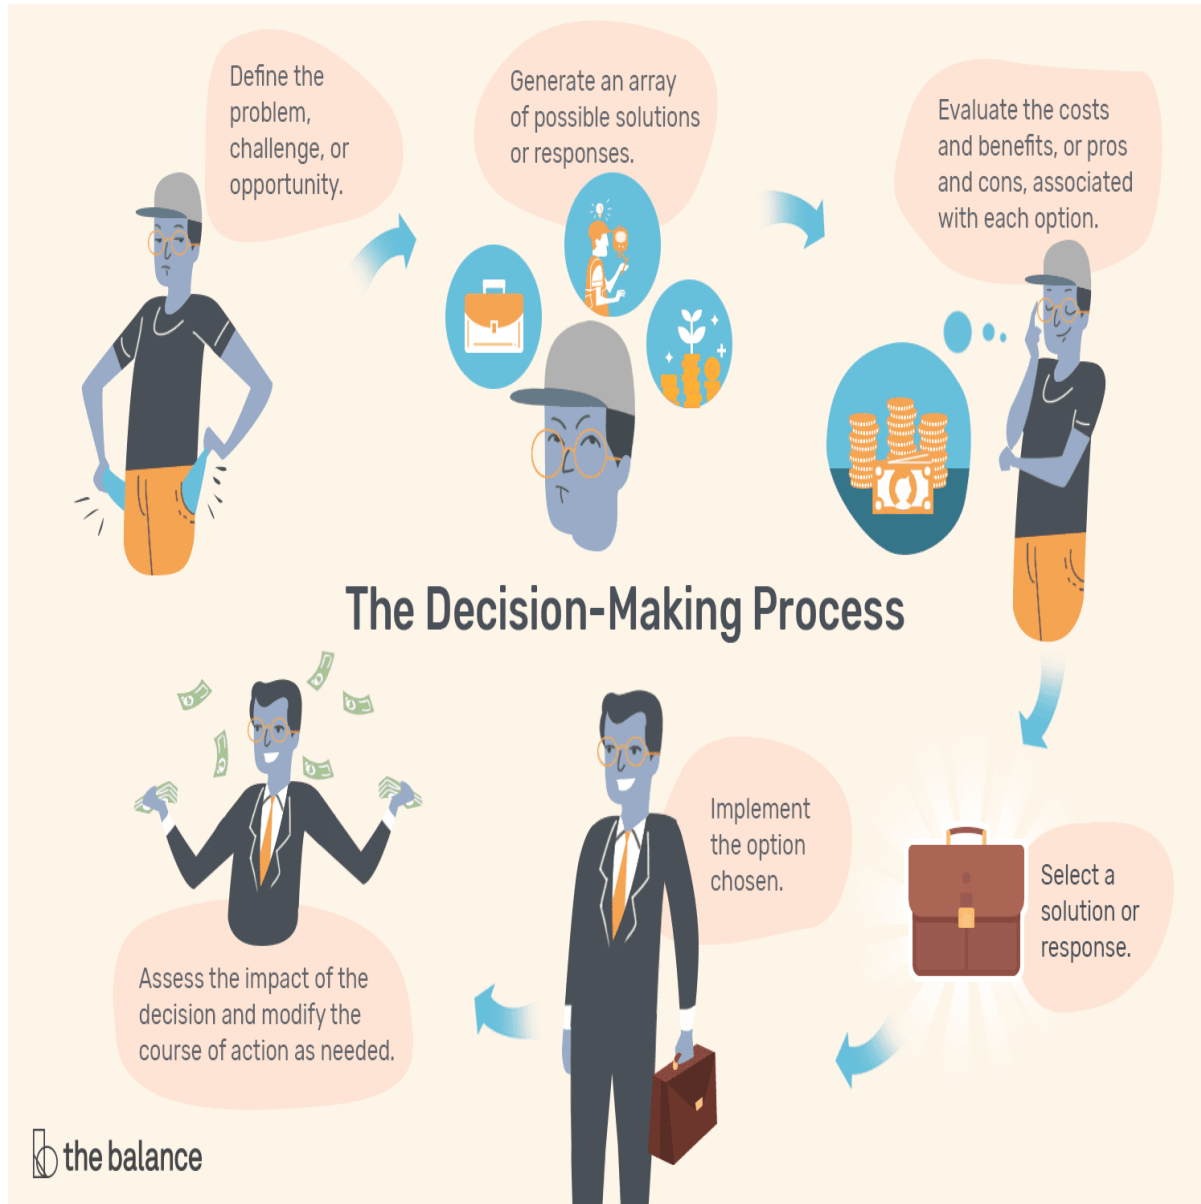 Define the
problem,
challenge, or
opportunity.
Generate an array
of possible solutions
or responses.
Evaluate the costs
and benefits, or pros
and cons, associated
with each option.
The Decision-Making Process
Select a
solution or
response.
Implement
the option
chosen.
Assess the impact of the
decision and modify the
course of action as needed.
the balance